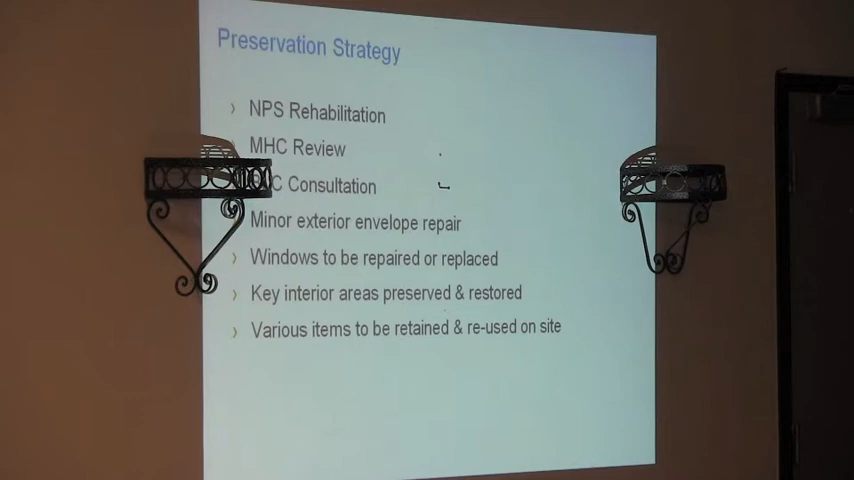 Preservation Strategy
› NPS Rehabilitation
MHC Review
Consultation
Minor exterior envelope repair
› Windows to be repaired or replaced
› Key interior areas preserved & restored
› Various items to be retained & re-used on site